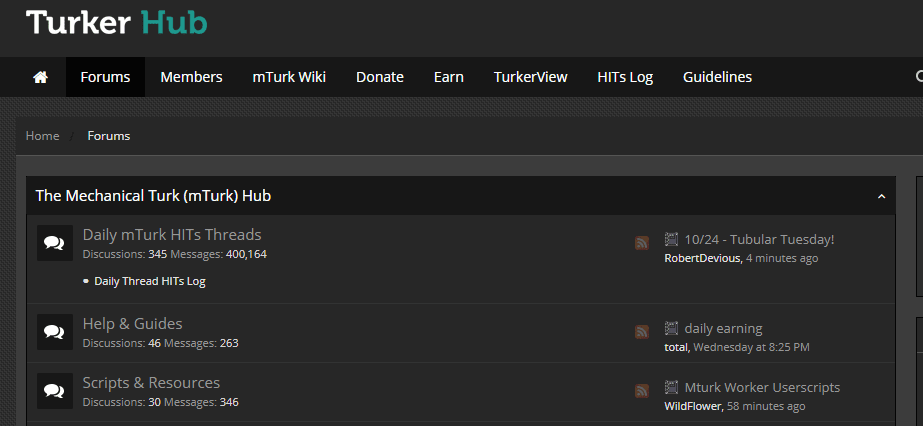 Turker Hub
Forums Members mTurk Wiki Donate Earn TurkerView HITs Log Guidelines
Home / Forums
The Mechanical Turk (mTurk) Hub
Daily mTurk HITs Threads
Discussions: 345 Messages: 400,164
Daily Thread HITs Log
10/24 - Tubular Tuesday!
RobertDevious, 4 minutes ago
Help & Guides
Discussions: 46 Messages: 263
daily earning
total, Wednesday at 8:25 PM
Scripts & Resources
Discussions: 30 Messages: 346
Mturk Worker Userscripts
WildFlower, 58 minutes ago